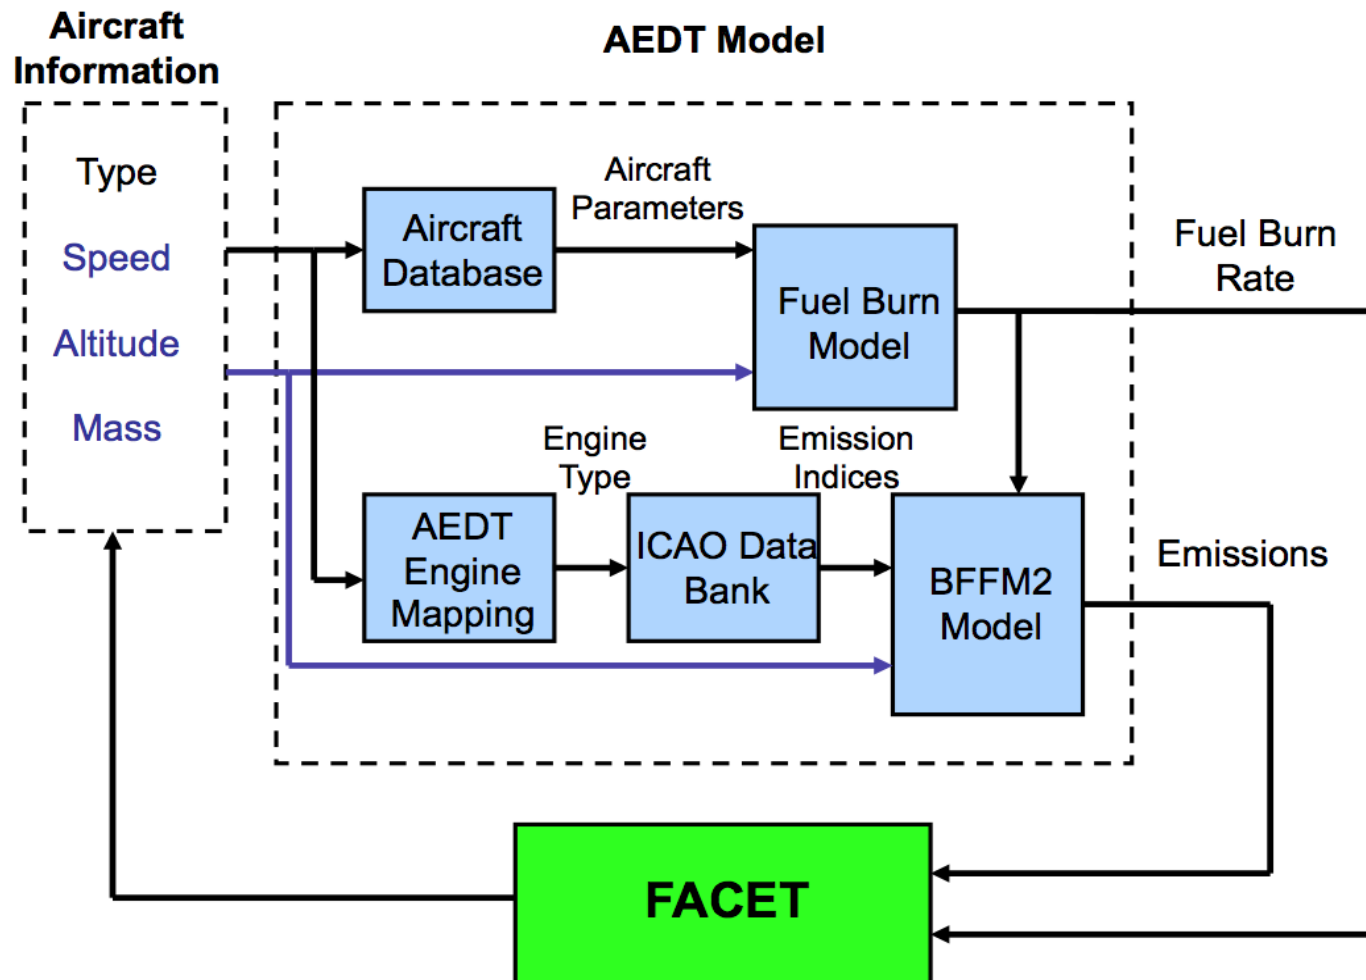 Aircraft
Information
AEDT Model
Type
Speed
Altitude
Mass
Aircraft
Database
Aircraft
Parameters
Fuel Burn
Model
Fuel Burn
Rate
Engine
Type
Emission
Indices
AEDT
Engine
Mapping
ICAO Data
Bank
BFFM2
Model
Emissions
FACET